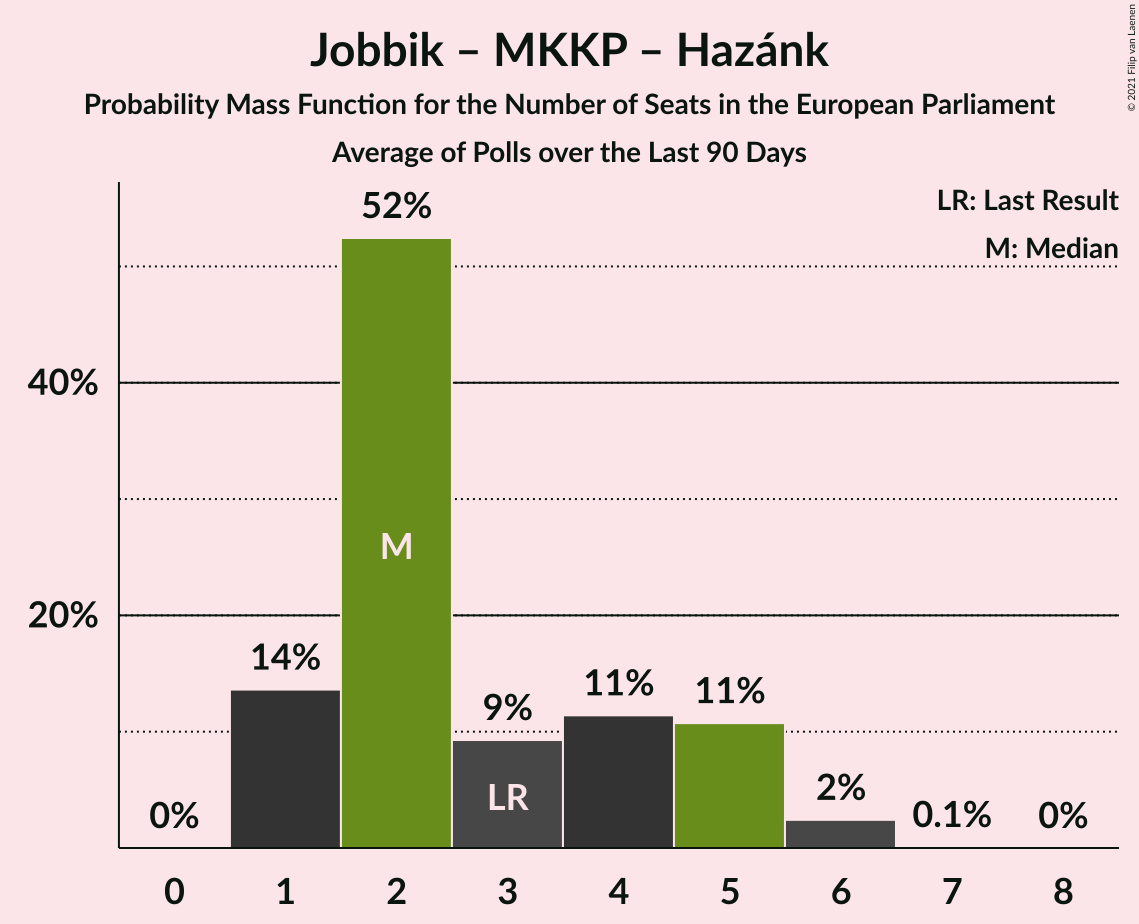 Jobbik – MKKP – Hazánk
Probability Mass Function for the Number of Seats in the European Parliament
Average of Polls over the Last 90 Days
© 2021 Filip van Laenen
LR: Last Result
M: Median
52%
40%
M
20%
14%
11%
11%
9%
LR
2%
0%
0.1%
0%
0 1 2 3 4 5 6 7 8